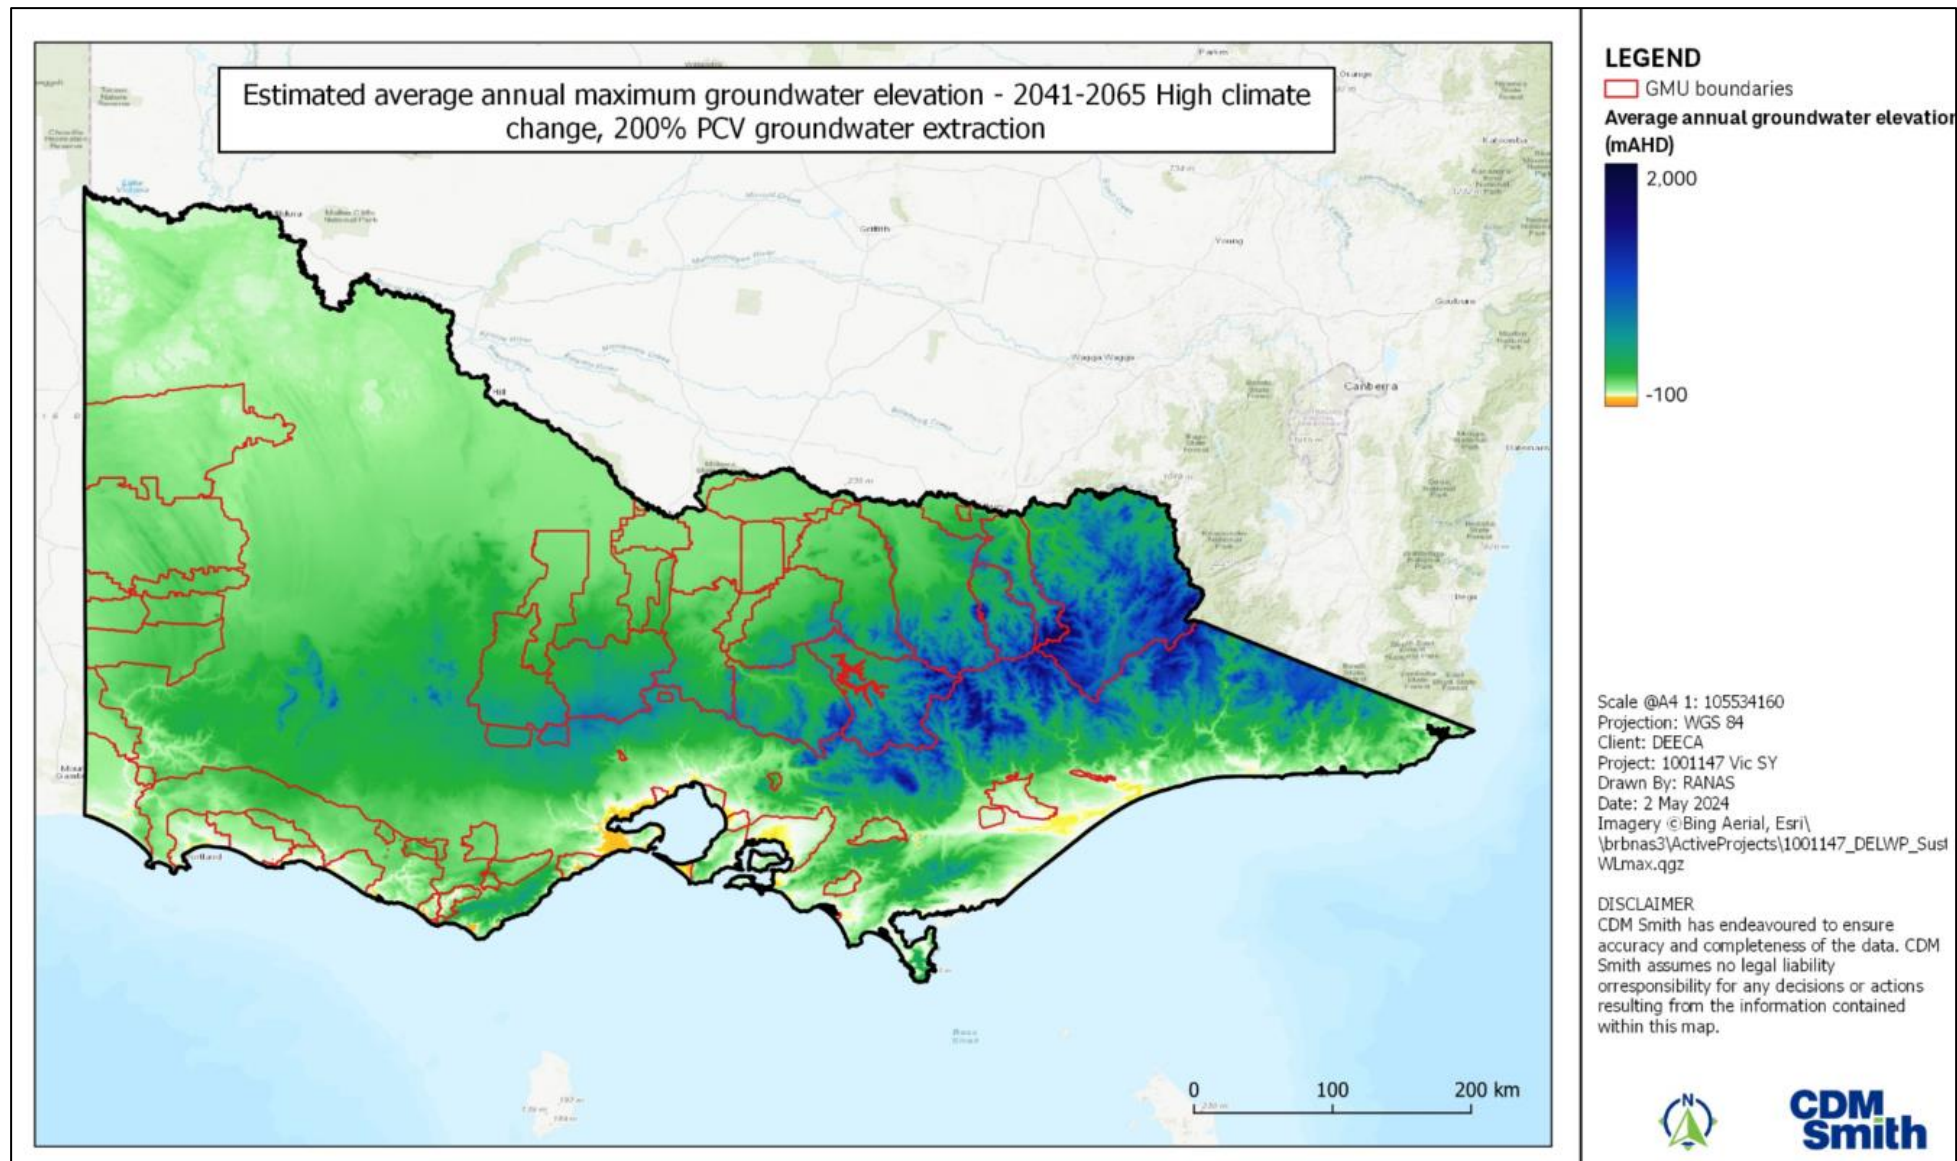 Estimated average annual maximum groundwater elevation - 2041-2065 High climate
change, 200% PCV groundwater extraction
Griffith
Young
Goulburn
Wagga Wagga
Canberra
Hill
Bega
LEGEND
GMU boundaries
Average annual groundwater elevation
(mAHD)
2,000
-100
Scale @A4 1: 105534160
Projection: WGS 84
Client: DEECA
Project: 1001147 Vic SY
Drawn By: RANAS
Date: 2 May 2024
Imagery ©Bing Aerial, Esri\
\brbnas3\ActiveProjects\1001147_DELWP_Sust
WLmax.qgz
DISCLAIMER
CDM Smith has endeavoured to ensure
accuracy and completeness of the data. CDM
Smith assumes no legal liability
orresponsibility for any decisions or actions
resulting from the information contained
within this map.
0 100 200 km
N
CDM
Smith